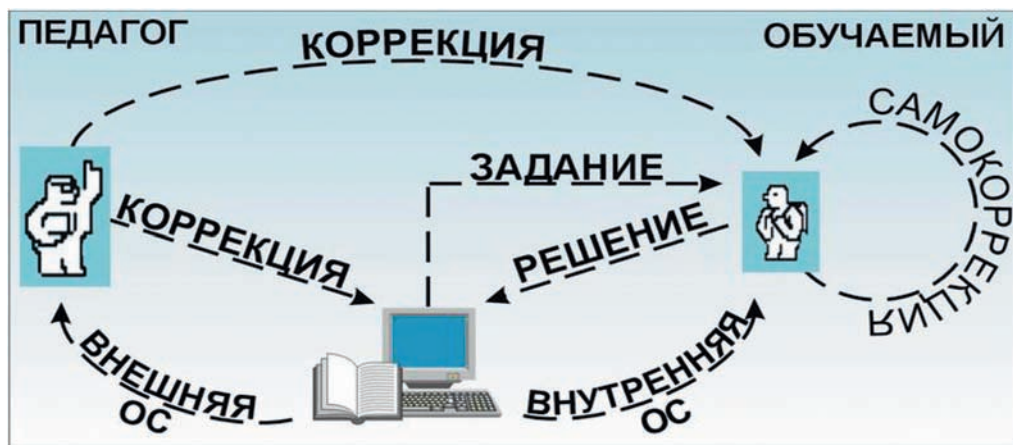 ПЕДАГОГ
КОРРЕКЦИЯ
ОБУЧАЕМЫЙ
САМОКОРРЕКЦИЯ
ЗАДАНИЕ
КОРРЕКЦИЯ
РЕШЕНИЕ
ВНЕШНЯЯ
ОС
ВНУТРЕННЯЯ
ОС